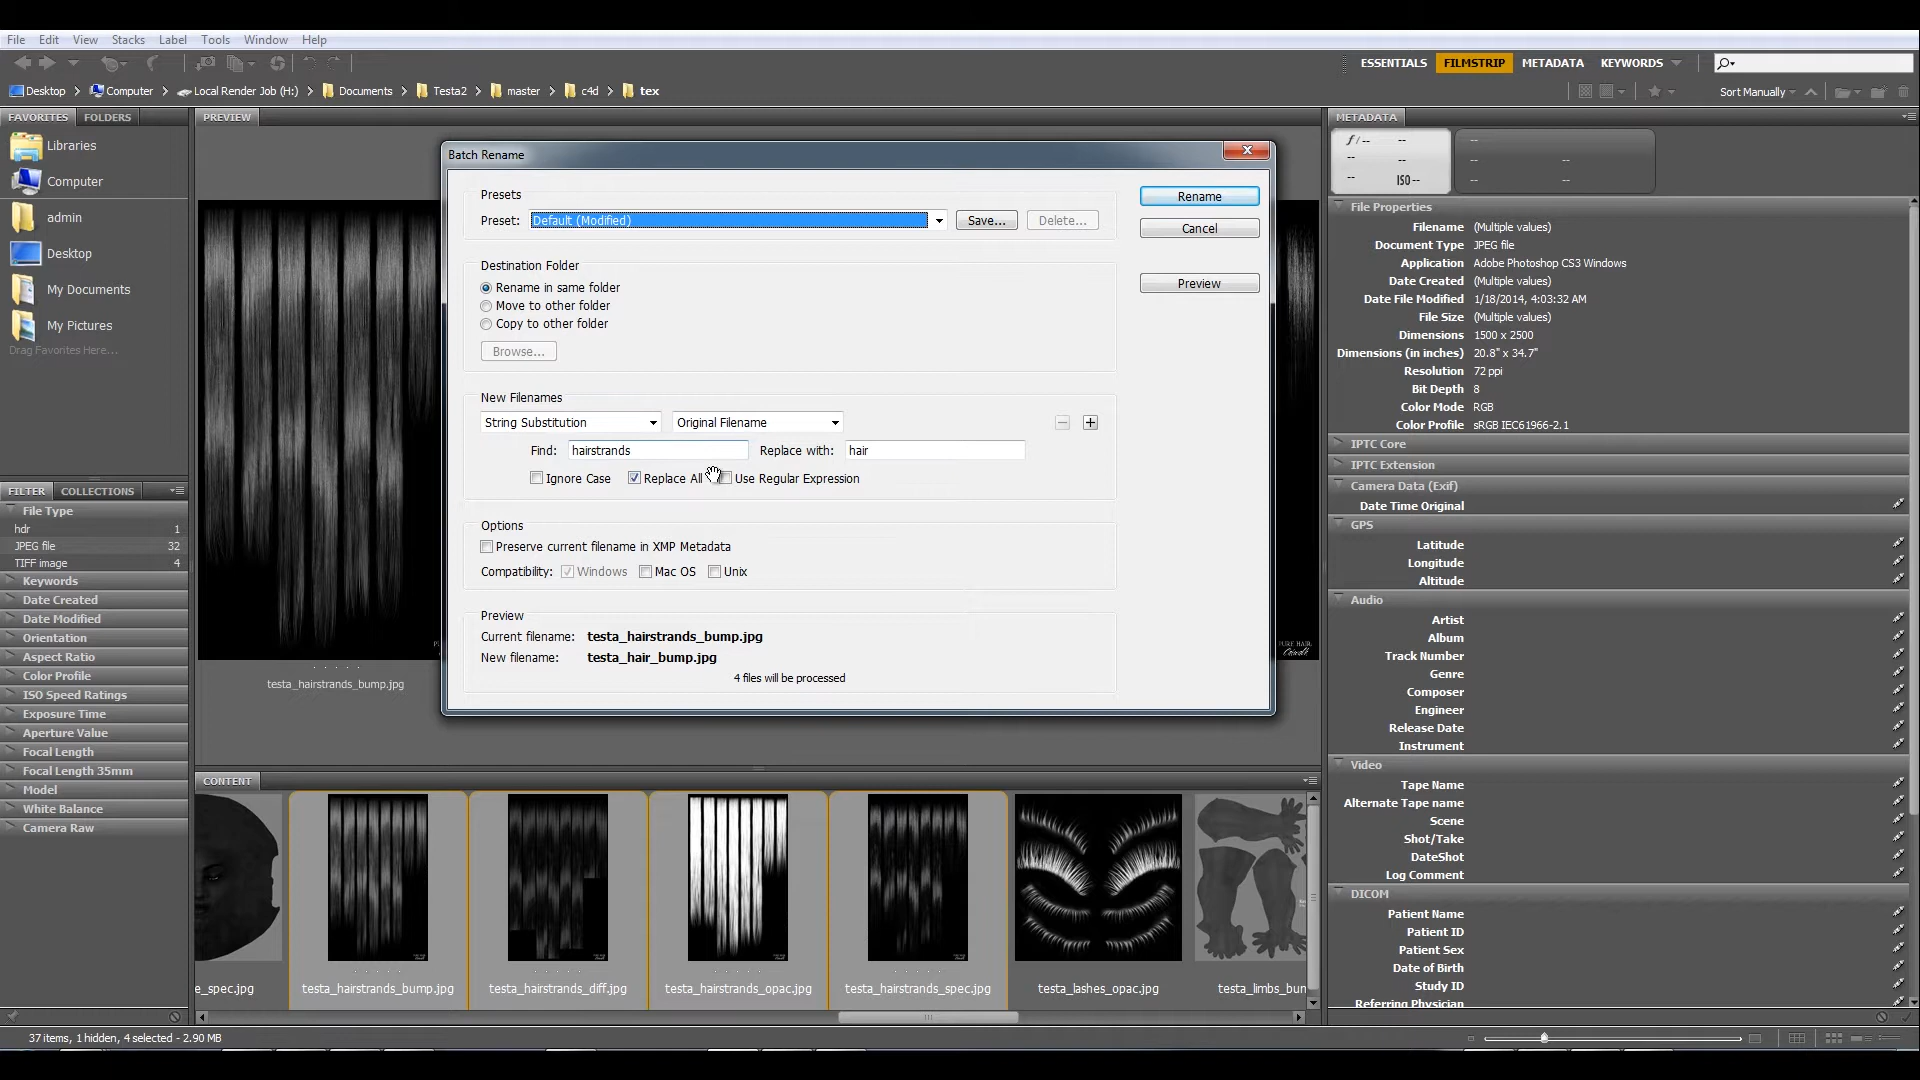 File Edit View Stacks Label Tools Window Help
ESSENTIALS FILMSTRIP METADATA KEYWORDS
Desktop Computer Local Render Job (H:) Documents Testa2 master c4d tex
Sort Manually
FAVORITES FOLDERS
Libraries
Computer
admin
Desktop
My Documents
My Pictures
Drag Favorites Here...
FILTER COLLECTIONS
File Type
hdr 1
JPEG file 32
TIFF image 4
Keywords
Date Created
Date Modified
Orientation
Aspect Ratio
Color Profile
ISO Speed Ratings
Exposure Time
Aperture Value
Focal Length
Focal Length 35mm
Model
White Balance
Camera Raw
PREVIEW
testa_hairstrands_bump.jpg
PURE HAIR
Batch Rename
Presets
Preset: Default (Modified) Save... Delete...
Rename
Cancel
Preview
Destination Folder
Rename in same folder
Move to other folder
Copy to other folder
Browse...
New Filenames
String Substitution Original Filename
Find: hairstrands Replace with: hair
Ignore Case Replace All Use Regular Expression
Options
Preserve current filename in XMP Metadata
Compatibility: Windows Mac OS Unix
Preview
Current filename: testa_hairstrands_bump.jpg
New filename: testa_hair_bump.jpg
4 files will be processed
CONTENT
e_spec.jpg testa_hairstrands_bump.jpg testa_hairstrands_diff.jpg testa_hairstrands_opac.jpg testa_hairstrands_spec.jpg testa_lashes_opac.jpg testa_limbs_bum
METADATA
f/-- -- --
-- -- -- --
-- ISO -- -- --
File Properties
Filename (Multiple values)
Document Type JPEG file
Application Adobe Photoshop CS3 Windows
Date Created (Multiple values)
Date File Modified 1/18/2014, 4:03:32 AM
File Size (Multiple values)
Dimensions 1500 x 2500
Dimensions (in inches) 20.8" x 34.7"
Resolution 72 ppi
Bit Depth 8
Color Mode RGB
Color Profile sRGB IEC61966-2.1
IPTC Core
IPTC Extension
Camera Data (Exif)
Date Time Original
GPS
Latitude
Longitude
Altitude
Audio
Artist
Album
Track Number
Genre
Composer
Engineer
Release Date
Instrument
Video
Tape Name
Alternate Tape name
Scene
Shot/Take
DateShot
Log Comment
DICOM
Patient Name
Patient ID
Patient Sex
Date of Birth
Study ID
Referring Physician
37 items, 1 hidden, 4 selected - 2.90 MB